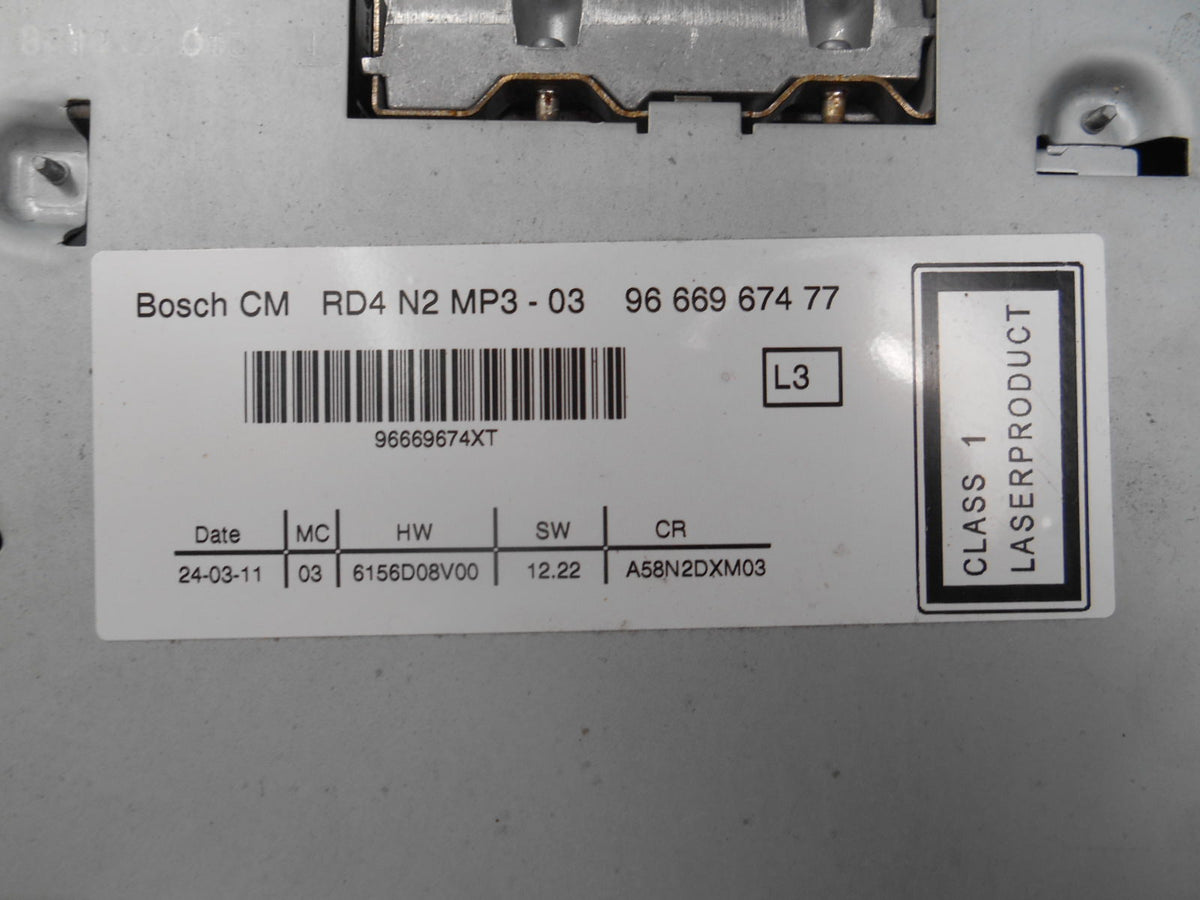 Bosch CM RD4 N2 MP3 - 03 96 669 674 77
L3
96669674XT
Date MC HW SW CR
24-03-11 03 6156D08V00 12.22 A58N2DXM03
CLASS 1
LASERPRODUCT